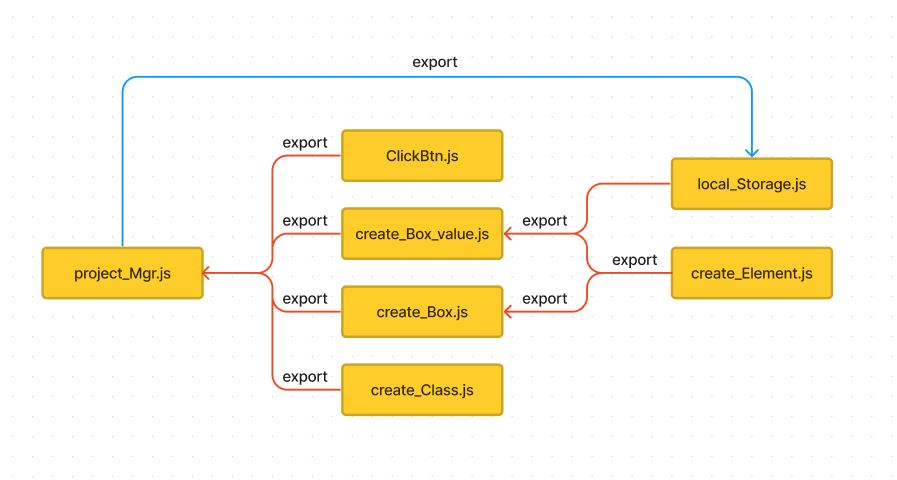 export
export
ClickBtn.js
local_Storage.js
export
create_Box_value.js
export
project_Mgr.js
export
create_Element.js
export
create_Box.js
export
export
create_Class.js